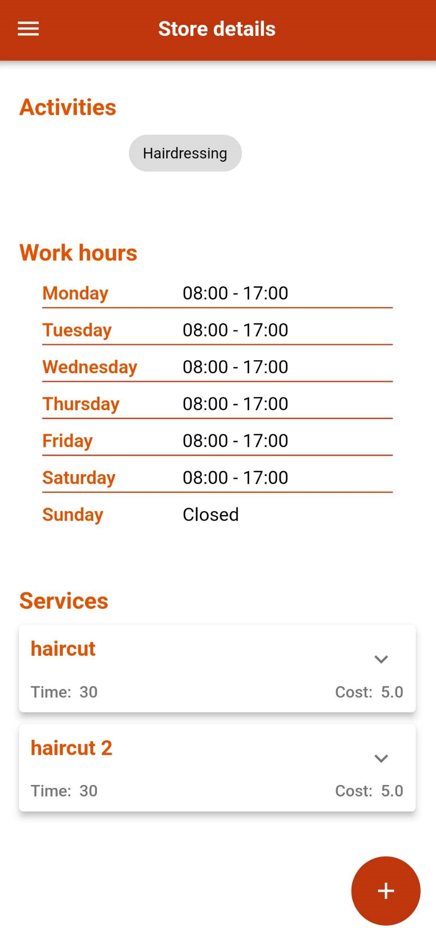 Store details
Activities
Hairdressing
Work hours
Monday 08:00 - 17:00
Tuesday 08:00 - 17:00
Wednesday 08:00 - 17:00
Thursday 08:00 - 17:00
Friday 08:00 - 17:00
Saturday 08:00 - 17:00
Sunday Closed
Services
haircut
Time: 30 Cost: 5.0
haircut 2
Time: 30 Cost: 5.0
+